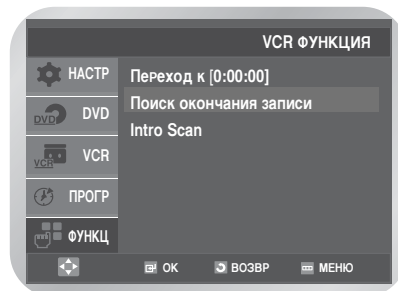 VCR ФУНКЦИЯ
НАСТР
DVD DVD
VCR VCR
ПРОГР
ФУНКЦ
Переход к [0:00:00]
Поиск окончания записи
Intro Scan
OK ВОЗВР МЕНЮ